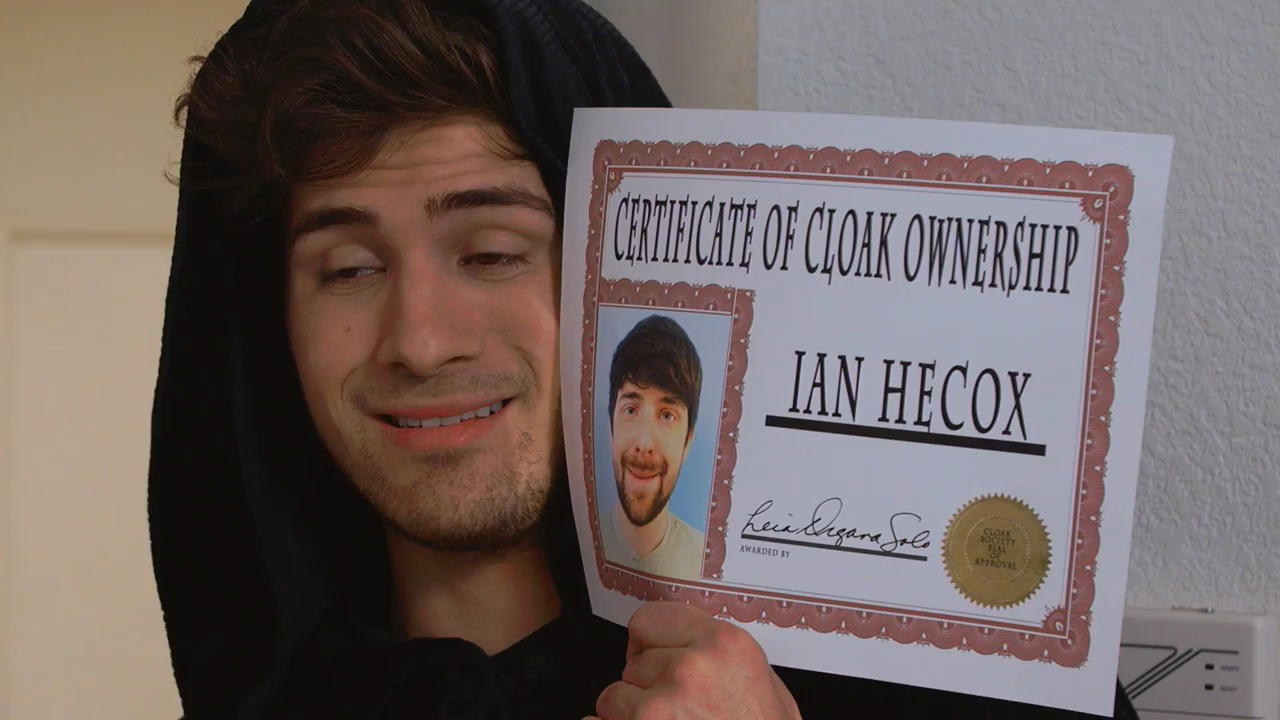 CERTIFICATE OF CLOAK OWNERSHIP
IAN HECOX
Leia Organa Solo
AWARDED BY
CLOAK
SOCIETY
SEAL
OF
APPROVAL